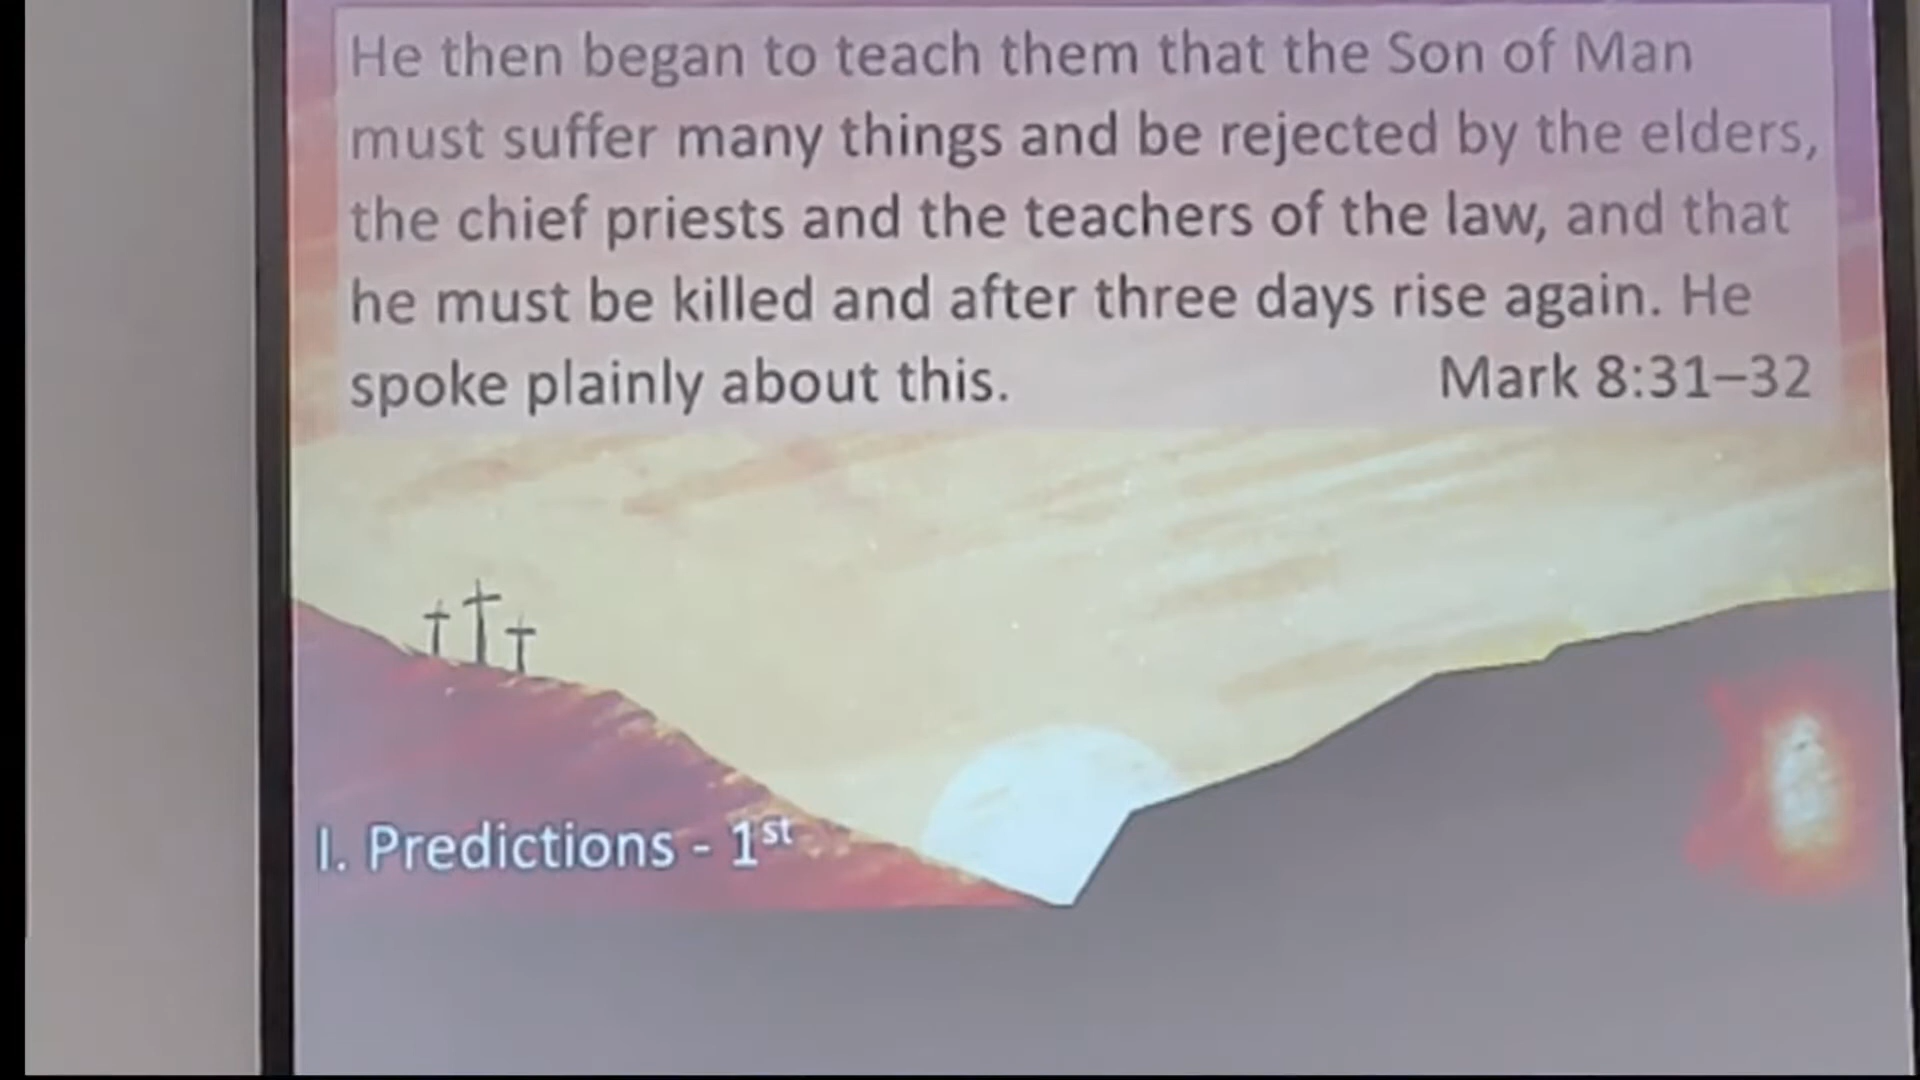 He then began to teach them that the Son of Man
must suffer many things and be rejected by the elders,
the chief priests and the teachers of the law, and that
he must be killed and after three days rise again. He
spoke plainly about this. Mark 8:31–32
I. Predictions - 1st